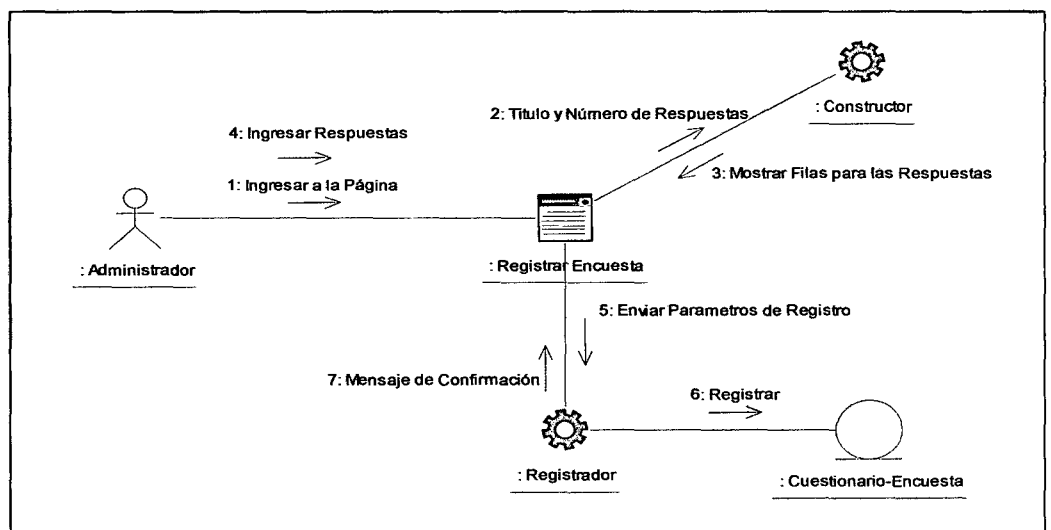 2: Titulo y Número de Respuestas
: Constructor
4: Ingresar Respuestas
3: Mostrar Filas para las Respuestas
1: Ingresar a la Página
: Administrador
: Registrar Encuesta
5: Enviar Parametros de Registro
7: Mensaje de Confirmación
6: Registrar
: Registrador
: Cuestionario-Encuesta